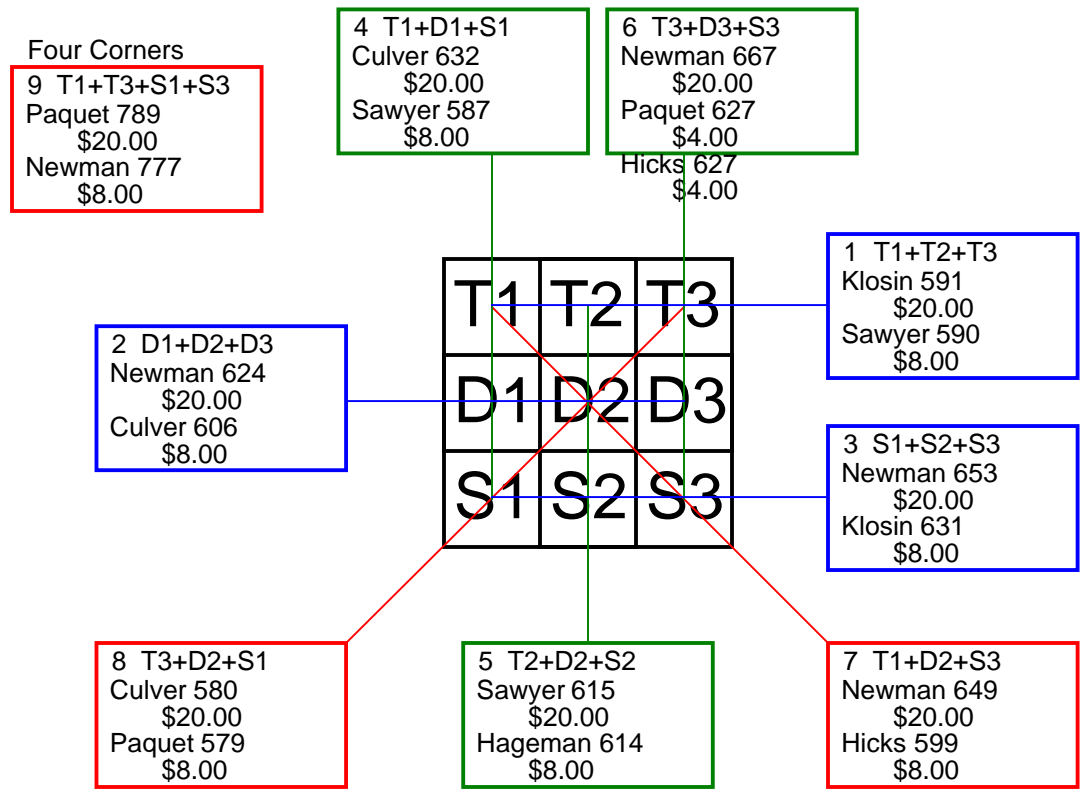 Four Corners
9 T1+T3+S1+S3
Paquet 789
$20.00
Newman 777
$8.00
4 T1+D1+S1
Culver 632
$20.00
Sawyer 587
$8.00
6 T3+D3+S3
Newman 667
$20.00
Paquet 627
$4.00
Hicks 627
$4.00
1 T1+T2+T3
Klosin 591
$20.00
Sawyer 590
$8.00
2 D1+D2+D3
Newman 624
$20.00
Culver 606
$8.00
T1 T2 T3
D1 D2 D3
S1 S2 S3
3 S1+S2+S3
Newman 653
$20.00
Klosin 631
$8.00
8 T3+D2+S1
Culver 580
$20.00
Paquet 579
$8.00
5 T2+D2+S2
Sawyer 615
$20.00
Hageman 614
$8.00
7 T1+D2+S3
Newman 649
$20.00
Hicks 599
$8.00